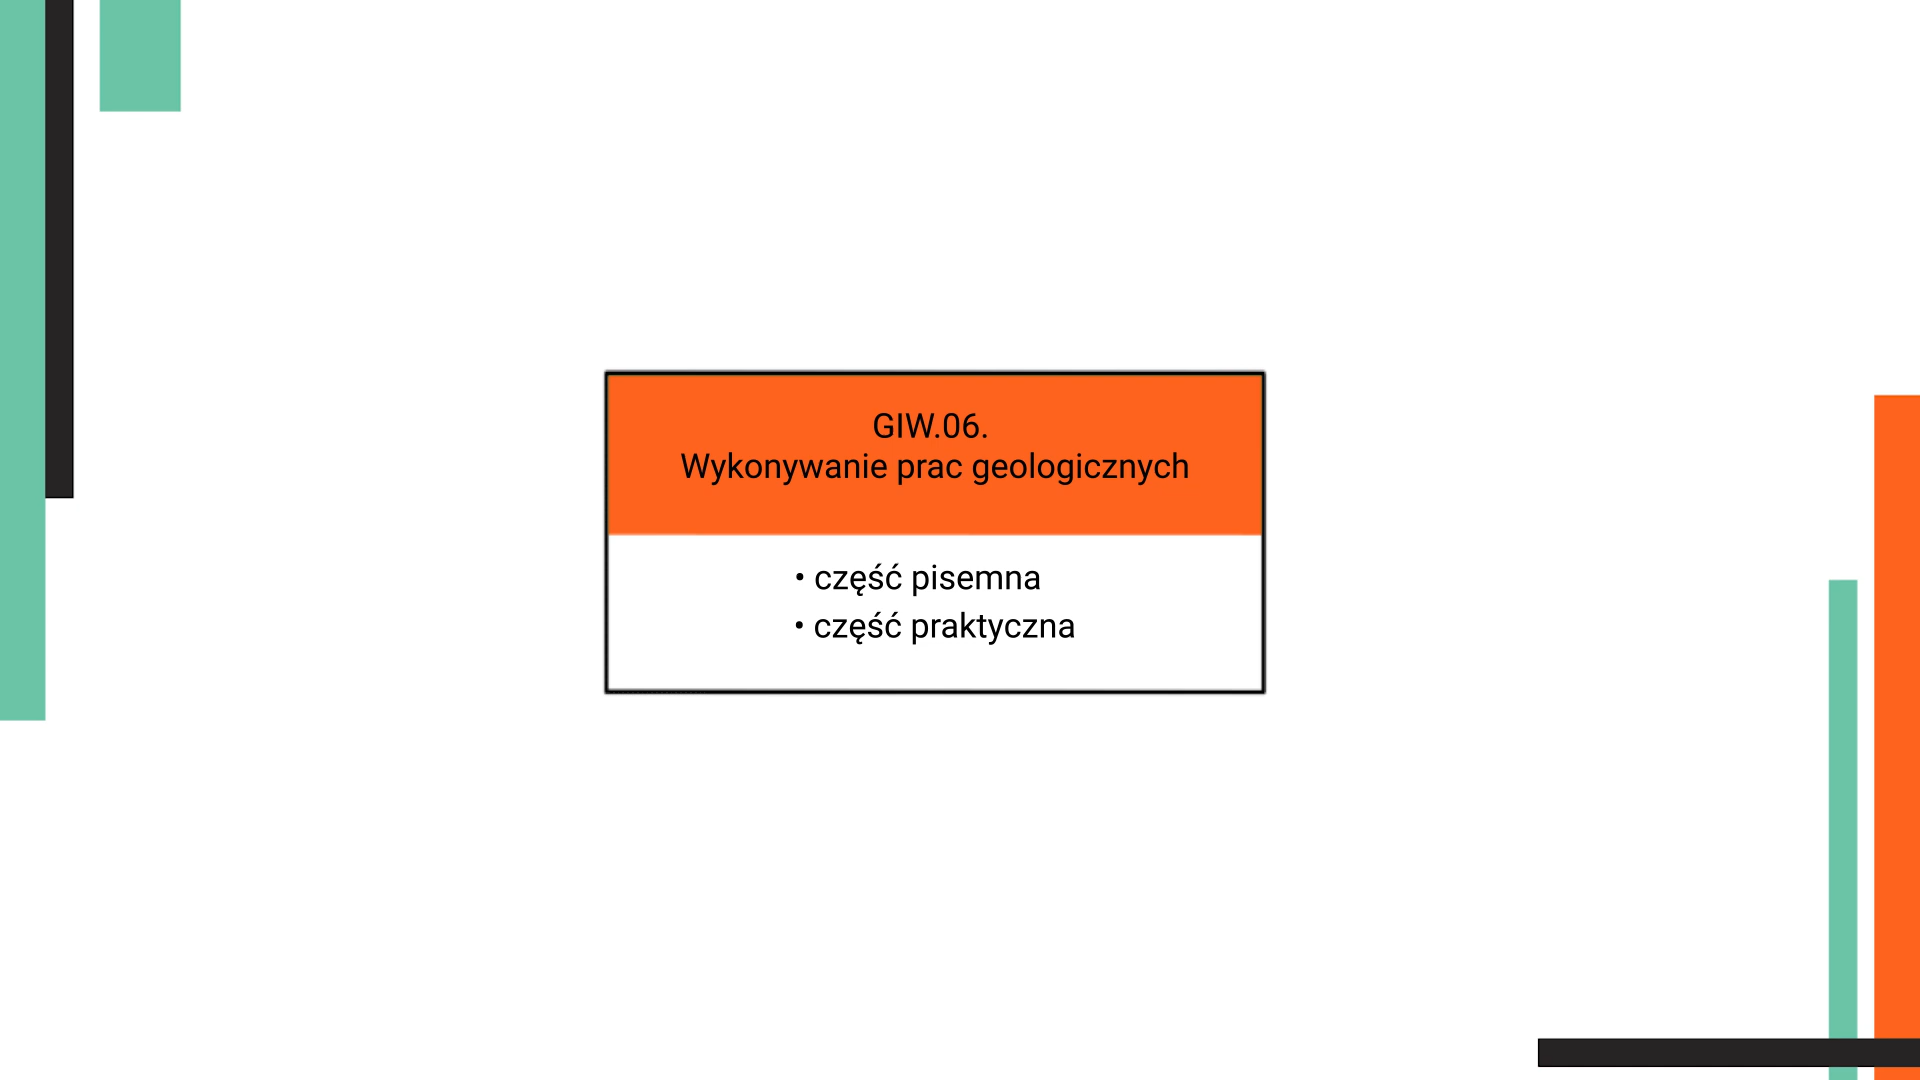 GIW.06.
Wykonywanie prac geologicznych
• część pisemna
• część praktyczna